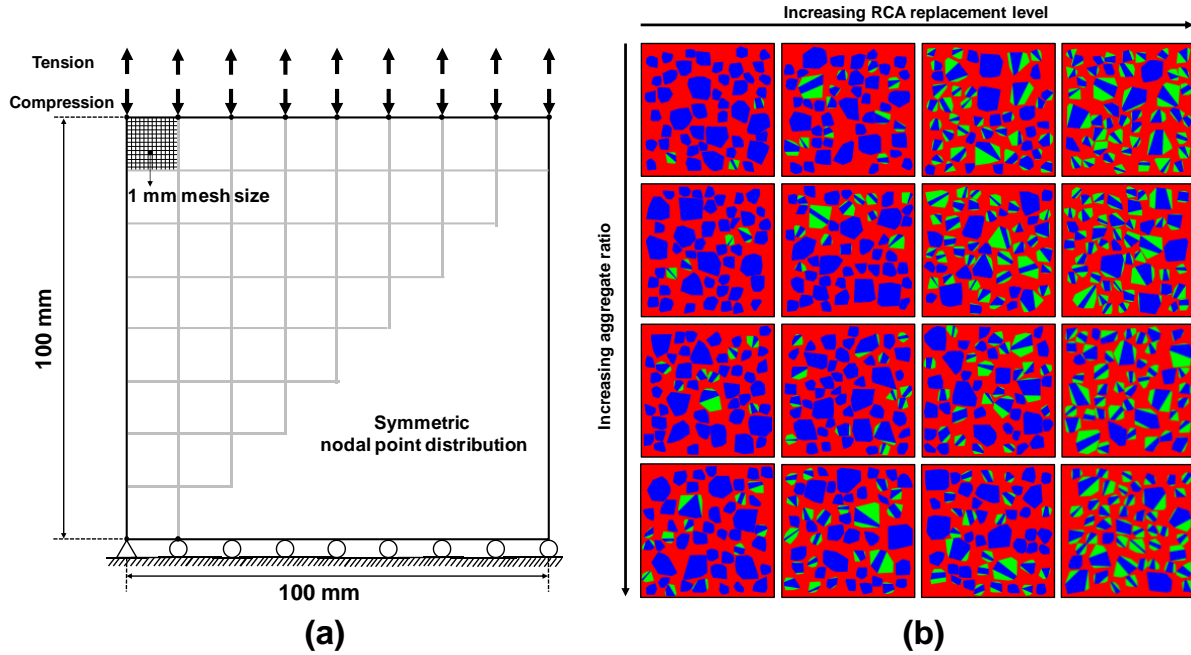 Tension
Compression
1 mm mesh size
100 mm
Symmetric
nodal point distribution
100 mm
(a)
Increasing RCA replacement level
Increasing aggregate ratio
(b)